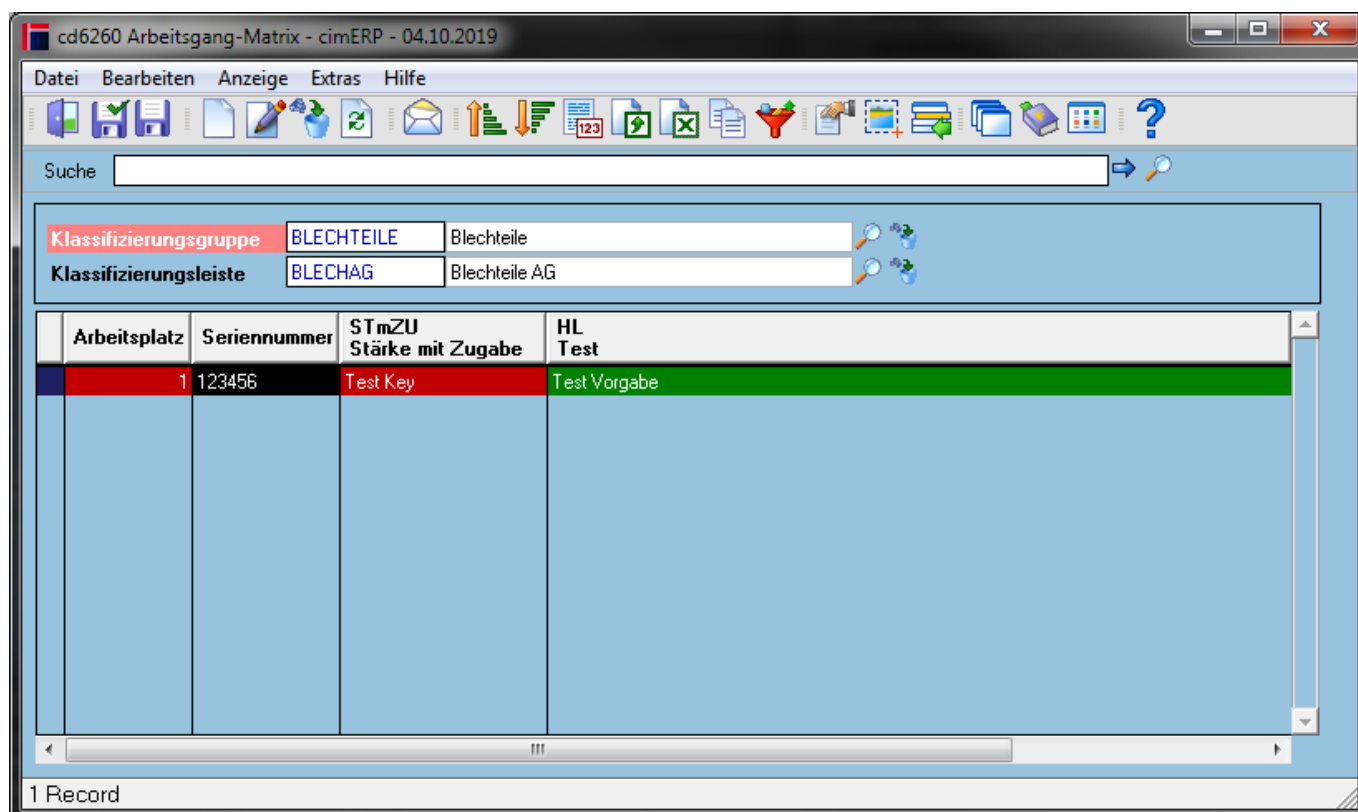 cd6260 Arbeitsgang-Matrix - cimERP - 04.10.2019
Datei Bearbeiten Anzeige Extras Hilfe
123
Suche
Klassifizierungsgruppe BLECHTEILE Blechteile
Klassifizierungsleiste BLECHAG Blechteile AG
Arbeitsplatz Seriennummer STmZU HL
Stärke mit Zugabe Test
1 123456 Test Key Test Vorgabe
1 Record